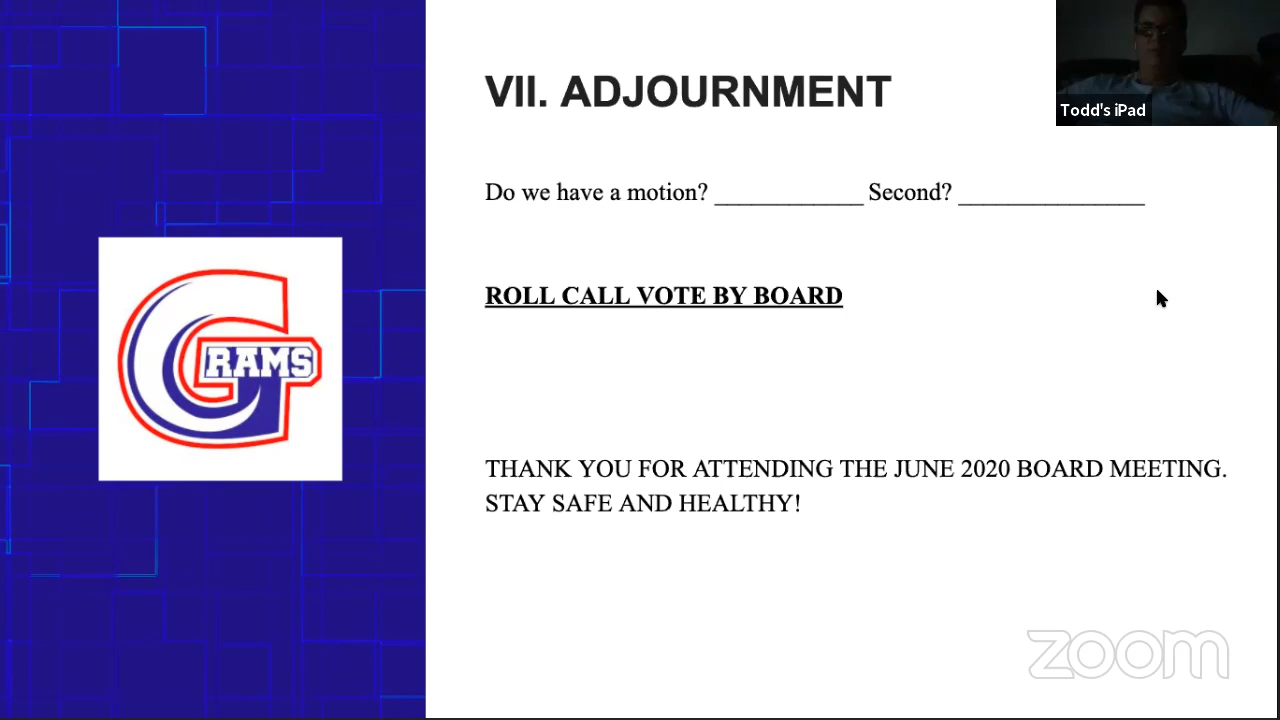 VII. ADJOURNMENT
Todd's iPad
Do we have a motion? ____________ Second? _______________
ROLL CALL VOTE BY BOARD
RAMS
THANK YOU FOR ATTENDING THE JUNE 2020 BOARD MEETING.
STAY SAFE AND HEALTHY!
zoom